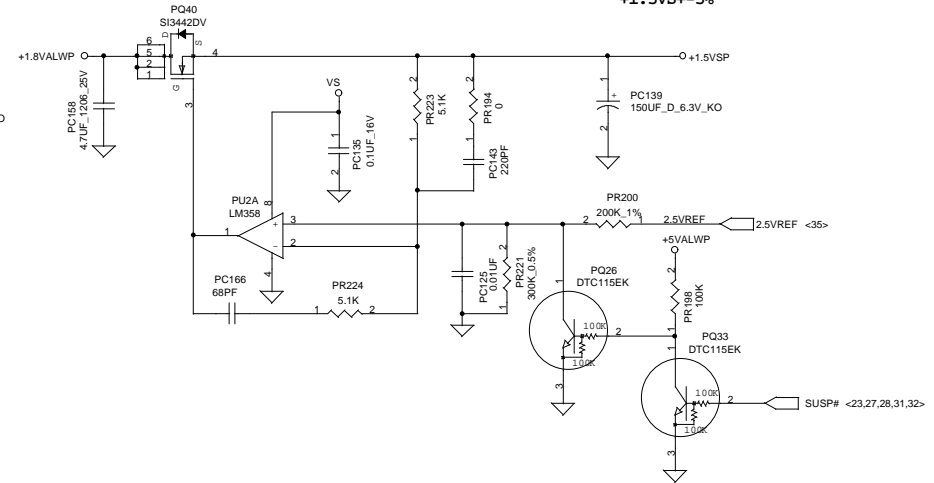 +1.5VS+-5%
PQ40
SI3442DV
D
S
G
6
5
2
1
4
3
+1.8VALWP
+1.5VSP
PC158
4.7UF_1206_25V
VS
1
2
PC135
0.1UF_16V
2
1
PR223
5.1K
2
1
PR194
0
PC143
220PF
1
2
+
PC139
150UF_D_6.3V_KO
PU2A
LM358
8
1
+
3
-
2
4
PR200
200K_1%
2
1
2.5VREF
2.5VREF <35>
+5VALWP
PC125
0.01UF
2
1
PR221
300K_0.5%
PQ26
DTC115EK
1
2
3
100K
100K
2
1
PR198
100K
PC166
68PF
PR224
5.1K
1
2
PQ33
DTC115EK
1
2
3
100K
100K
SUSP# <23,27,28,31,32>